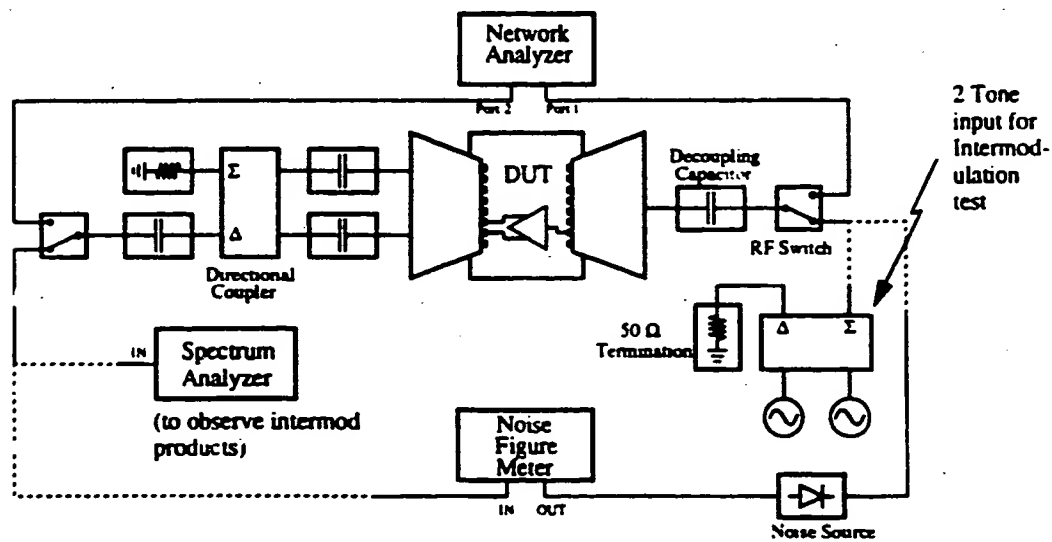 Network
Analyzer
Port 2
Port 1
2 Tone
input for
Intermod-
ulation
test
DUT
Decoupling
Capacitor
Σ
Δ
Directional
Coupler
RF Switch
50 Ω
Termination
Δ
Σ
IN
Spectrum
Analyzer
(to observe intermod
products)
Noise
Figure
Meter
IN
OUT
Noise Source